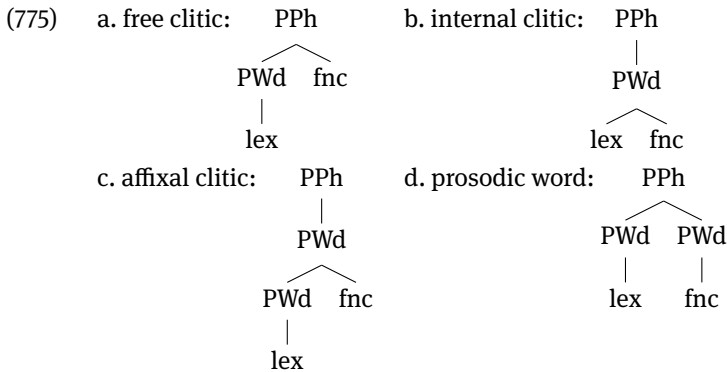 (775) a. free clitic: PPh b. internal clitic: PPh
PWd fnc PWd
lex lex fnc
c. affixal clitic: PPh d. prosodic word: PPh
PWd PWd PWd
PWd fnc lex fnc
lex